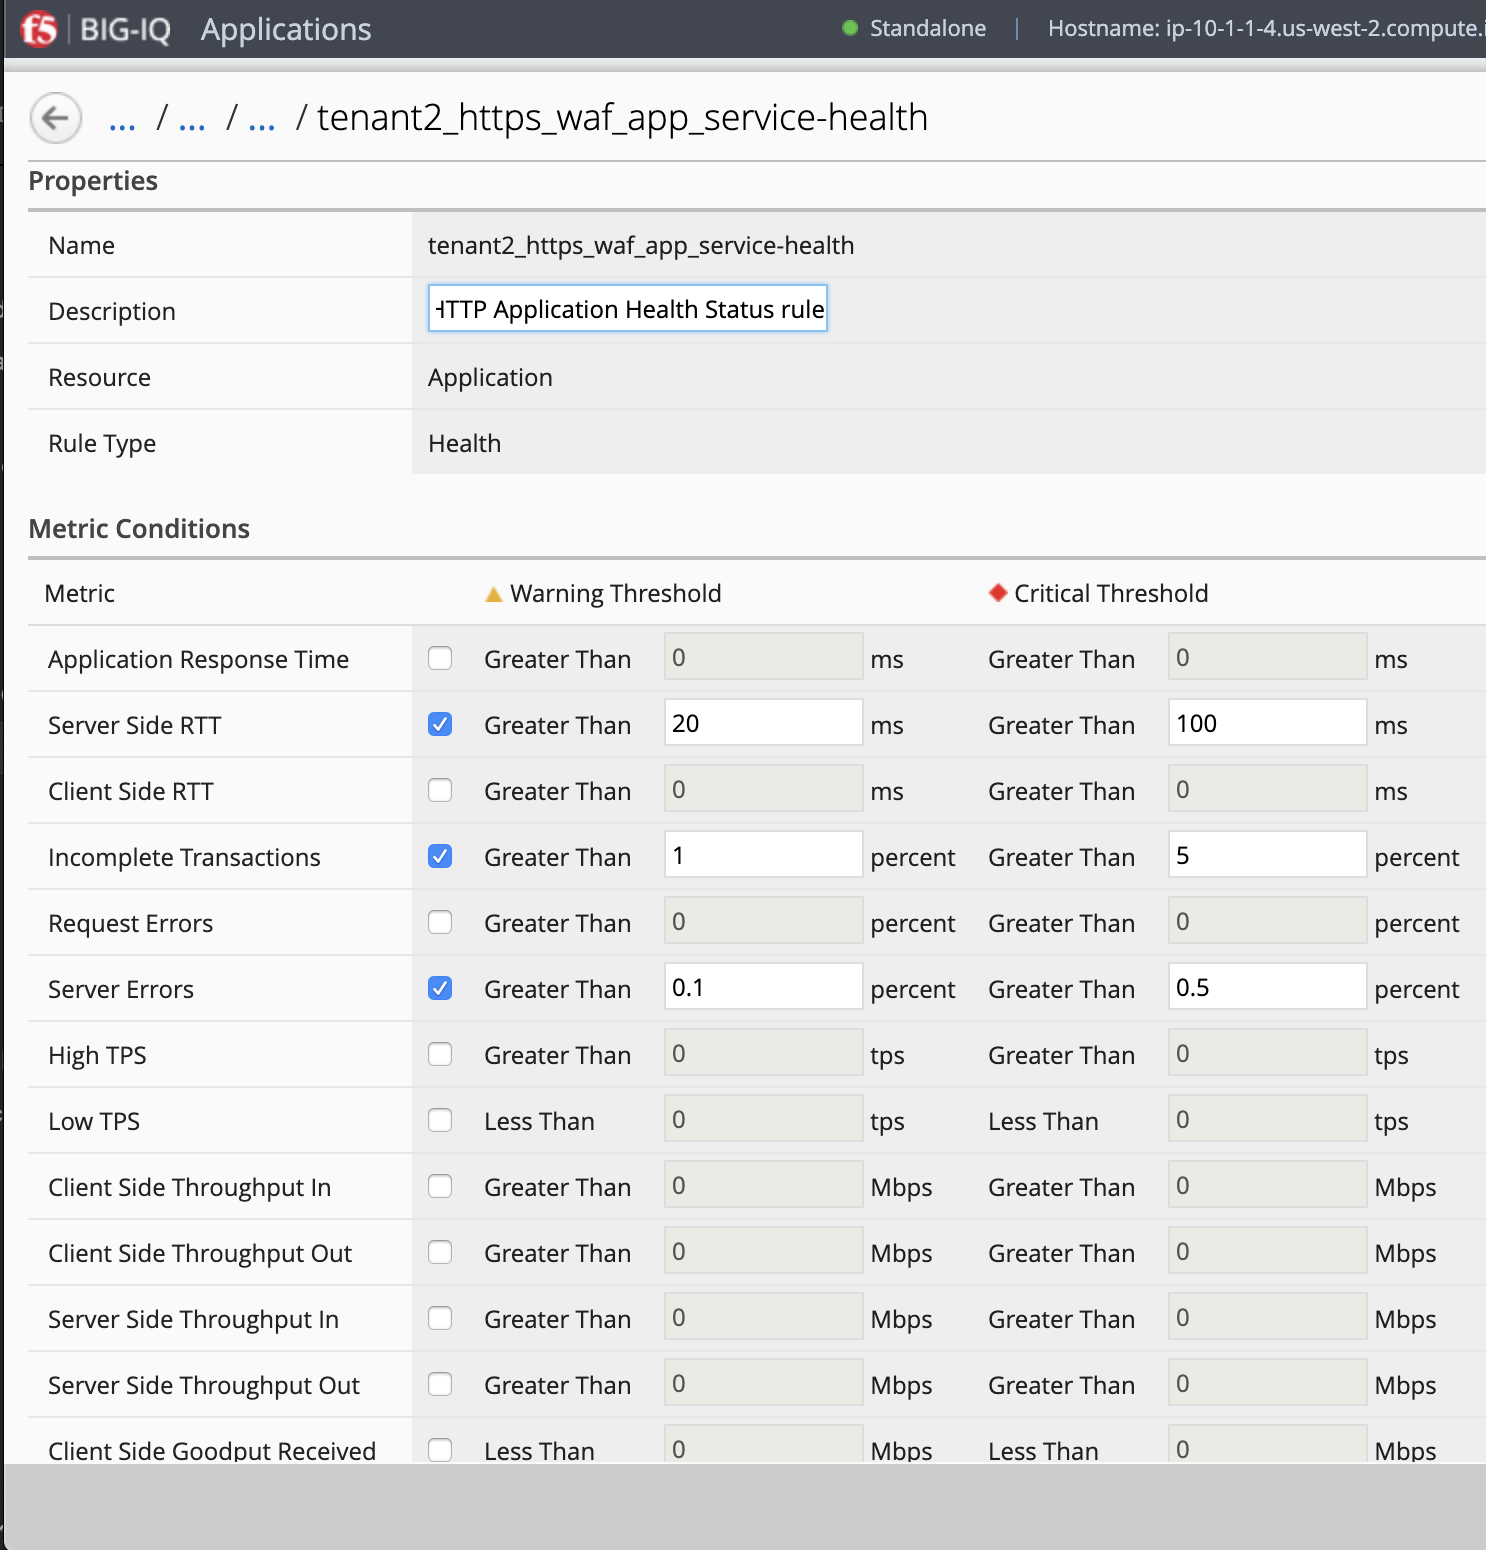 f5 BIG-IQ Applications Standalone | Hostname: ip-10-1-1-4.us-west-2.compute.i
... / ... / ... / tenant2_https_waf_app_service-health
Properties
Name tenant2_https_waf_app_service-health
Description HTTP Application Health Status rule
Resource Application
Rule Type Health
Metric Conditions
Metric Warning Threshold Critical Threshold
Application Response Time Greater Than 0 ms Greater Than 0 ms
Server Side RTT Greater Than 20 ms Greater Than 100 ms
Client Side RTT Greater Than 0 ms Greater Than 0 ms
Incomplete Transactions Greater Than 1 percent Greater Than 5 percent
Request Errors Greater Than 0 percent Greater Than 0 percent
Server Errors Greater Than 0.1 percent Greater Than 0.5 percent
High TPS Greater Than 0 tps Greater Than 0 tps
Low TPS Less Than 0 tps Less Than 0 tps
Client Side Throughput In Greater Than 0 Mbps Greater Than 0 Mbps
Client Side Throughput Out Greater Than 0 Mbps Greater Than 0 Mbps
Server Side Throughput In Greater Than 0 Mbps Greater Than 0 Mbps
Server Side Throughput Out Greater Than 0 Mbps Greater Than 0 Mbps
Client Side Goodput Received Less Than 0 Mbps Less Than 0 Mbps